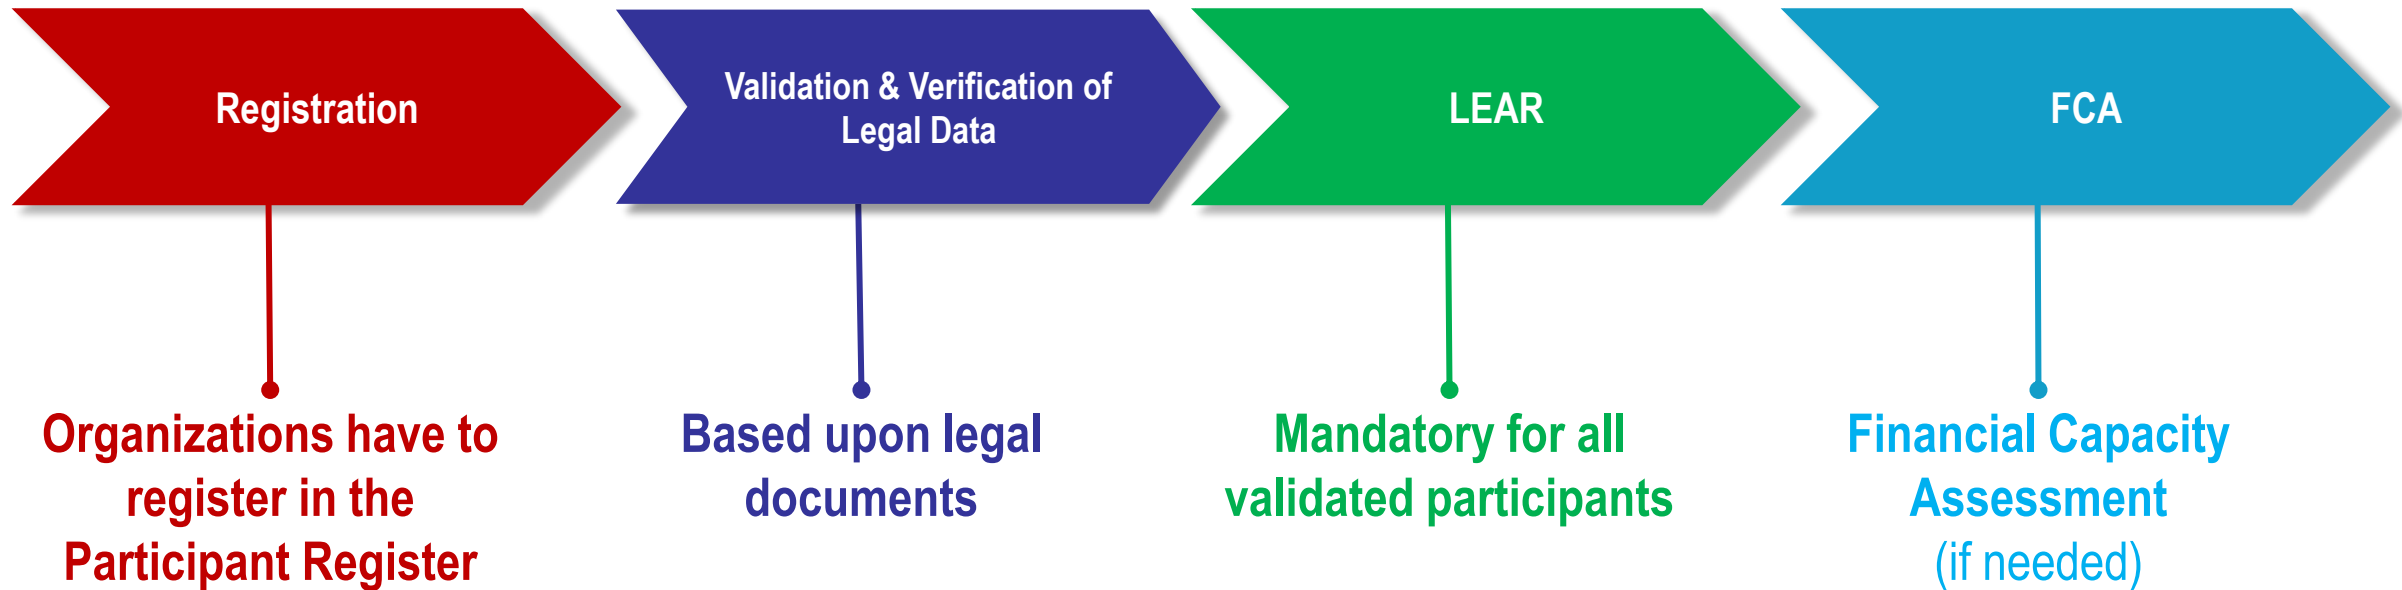 Registration
Validation & Verification of
Legal Data
LEAR
FCA
Organizations have to
register in the
Participant Register
Based upon legal
documents
Mandatory for all
validated participants
Financial Capacity
Assessment
(if needed)